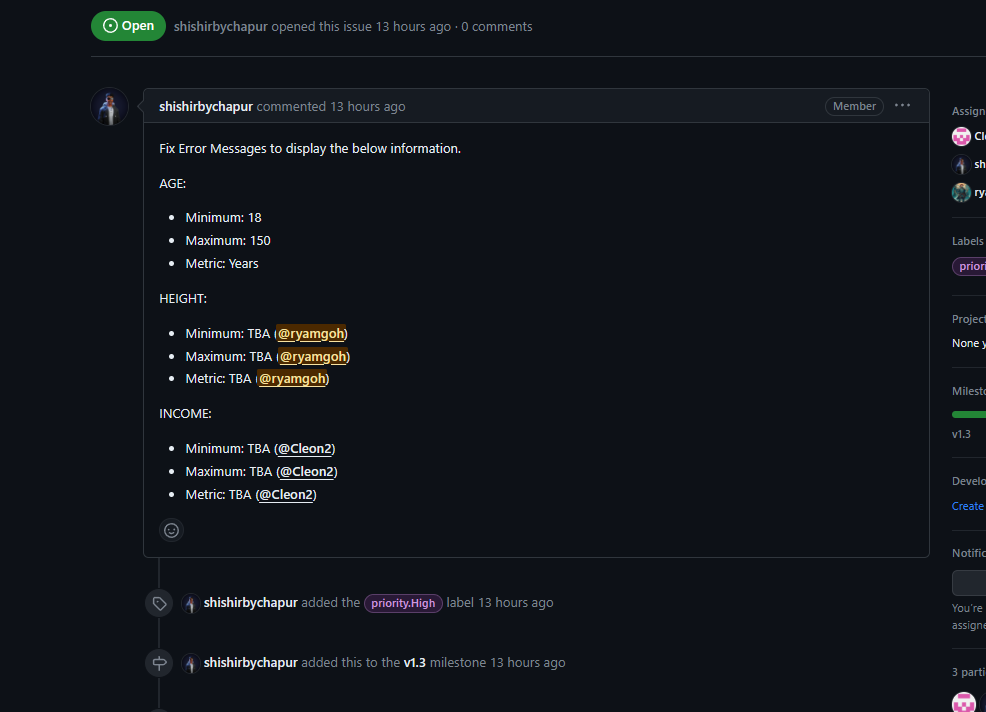 Open shishirbychapur opened this issue 13 hours ago · 0 comments
shishirbychapur commented 13 hours ago Member ...
Fix Error Messages to display the below information.
AGE:
Minimum: 18
Maximum: 150
Metric: Years
HEIGHT:
Minimum: TBA (@ryamgoh)
Maximum: TBA (@ryamgoh)
Metric: TBA (@ryamgoh)
INCOME:
Minimum: TBA (@Cleon2)
Maximum: TBA (@Cleon2)
Metric: TBA (@Cleon2)
shishirbychapur added the priority.High label 13 hours ago
shishirbychapur added this to the v1.3 milestone 13 hours ago
Assign
Cl
sh
ry
Labels
priori
Project
None y
Milesto
v1.3
Develo
Create
Notific
You're
assigne
3 parti